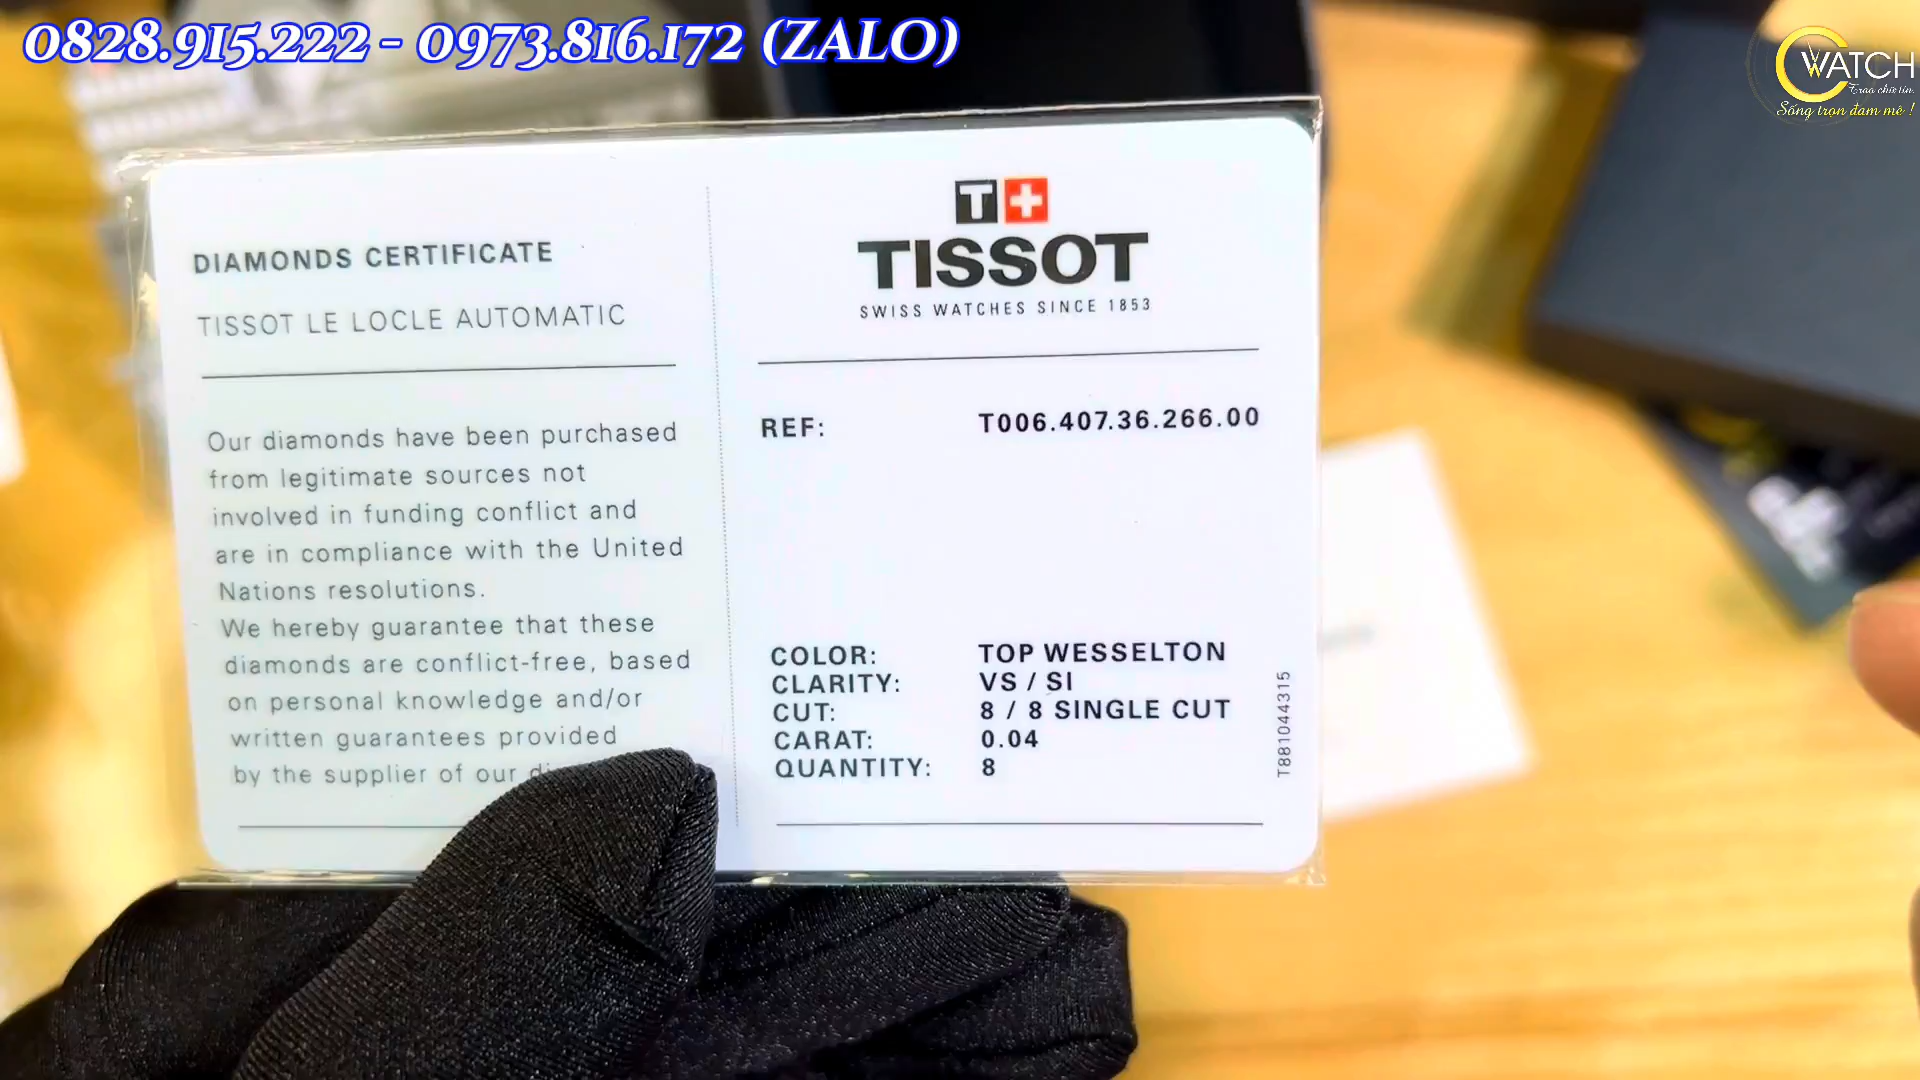 0828.915.222 - 0973.816.172 (ZALO)
WATCH
Trao chữ tín.
Sống trọn đam mê !
DIAMONDS CERTIFICATE
TISSOT LE LOCLE AUTOMATIC
Our diamonds have been purchased
from legitimate sources not
involved in funding conflict and
are in compliance with the United
Nations resolutions.
We hereby guarantee that these
diamonds are conflict-free, based
on personal knowledge and/or
written guarantees provided
by the supplier of our
T+
TISSOT
SWISS WATCHES SINCE 1853
REF: T006.407.36.266.00
COLOR: TOP WESSELTON
CLARITY: VS / SI
CUT: 8 / 8 SINGLE CUT
CARAT: 0.04
QUANTITY: 8
T881044315